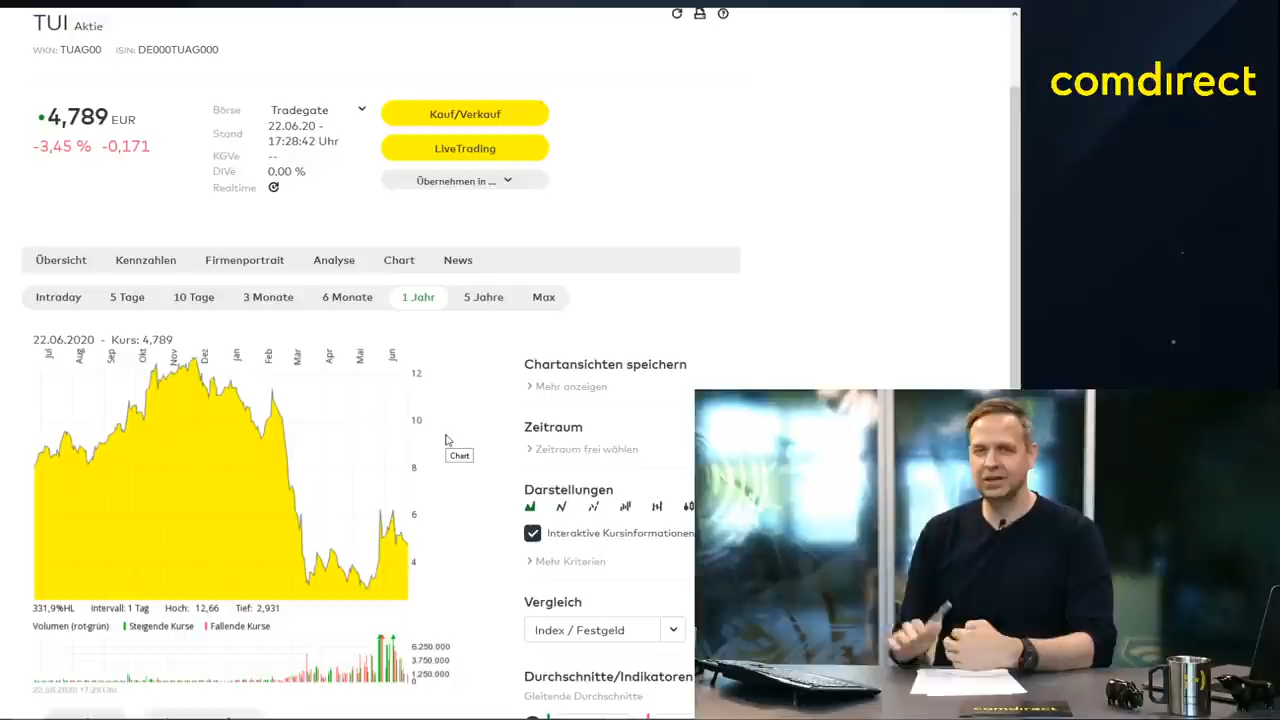 TUI Aktie
WKN: TUAG00 ISIN: DE000TUAG000
comdırect
4,789 EUR
-3,45 % -0,171
Börse Tradegate
Stand 22.06.20 -
17:28:42 Uhr
KGVe --
DIVe 0,00 %
Realtime
Kauf/Verkauf
LiveTrading
Übernehmen in ...
Übersicht Kennzahlen Firmenportrait Analyse Chart News
Intraday 5 Tage 10 Tage 3 Monate 6 Monate 1 Jahr 5 Jahre Max
22.06.2020 - Kurs: 4,789
Jul Aug Sep Okt Nov Dez Jan Feb Mär Apr Mai Jun
12
10
8
6
4
Chart
331,9%HL Intervall: 1 Tag Hoch: 12,66 Tief: 2,931
Volumen (rot-grün) Steigende Kurse Fallende Kurse
6.250.000
3.750.000
1.250.000
Chartansichten speichern
Mehr anzeigen
Zeitraum
Zeitraum frei wählen
Darstellungen
Interaktive Kursinformationen
Mehr Kriterien
Vergleich
Index / Festgeld
Durchschnitte/Indikatoren
Gleitende Durchschnitte
comdırect